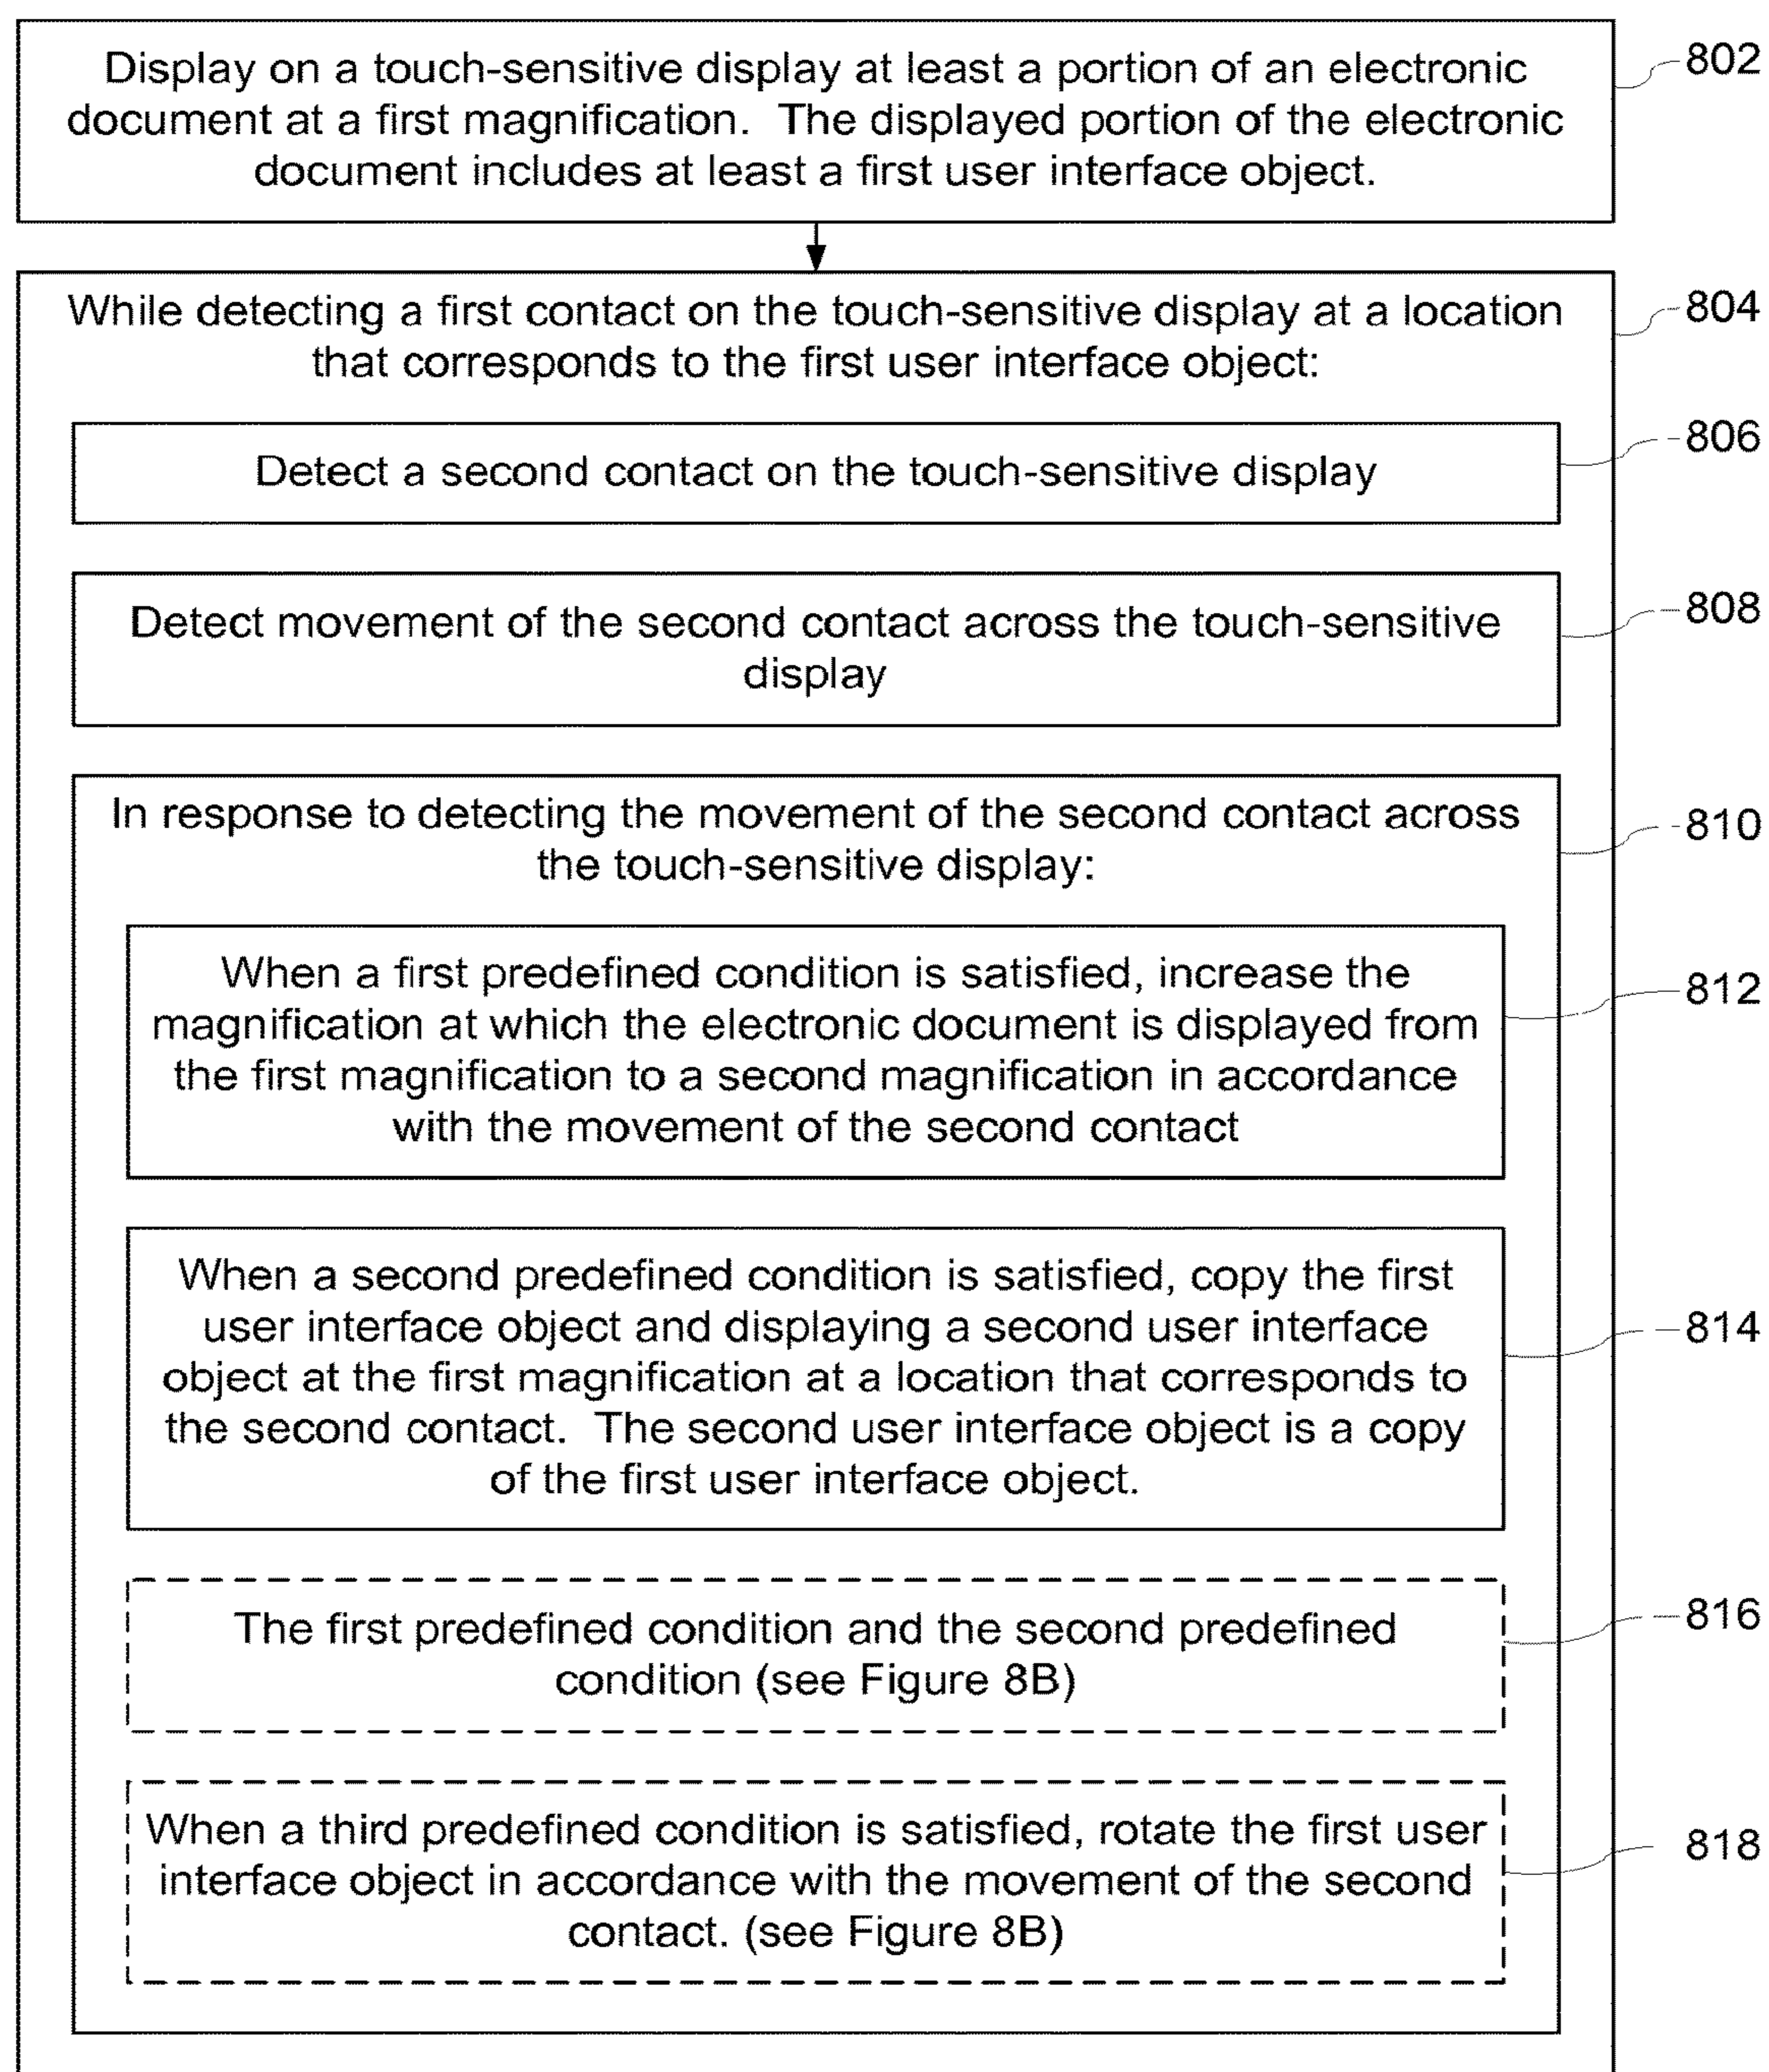 Display on a touch-sensitive display at least a portion of an electronic
document at a first magnification.  The displayed portion of the electronic
document includes at least a first user interface object.
802
While detecting a first contact on the touch-sensitive display at a location
that corresponds to the first user interface object:
804
Detect a second contact on the touch-sensitive display
806
Detect movement of the second contact across the touch-sensitive
display
808
In response to detecting the movement of the second contact across
the touch-sensitive display:
810
When a first predefined condition is satisfied, increase the
magnification at which the electronic document is displayed from
the first magnification to a second magnification in accordance
with the movement of the second contact
812
When a second predefined condition is satisfied, copy the first
user interface object and displaying a second user interface
object at the first magnification at a location that corresponds to
the second contact.  The second user interface object is a copy
of the first user interface object.
814
The first predefined condition and the second predefined
condition (see Figure 8B)
816
When a third predefined condition is satisfied, rotate the first user
interface object in accordance with the movement of the second
contact. (see Figure 8B)
818